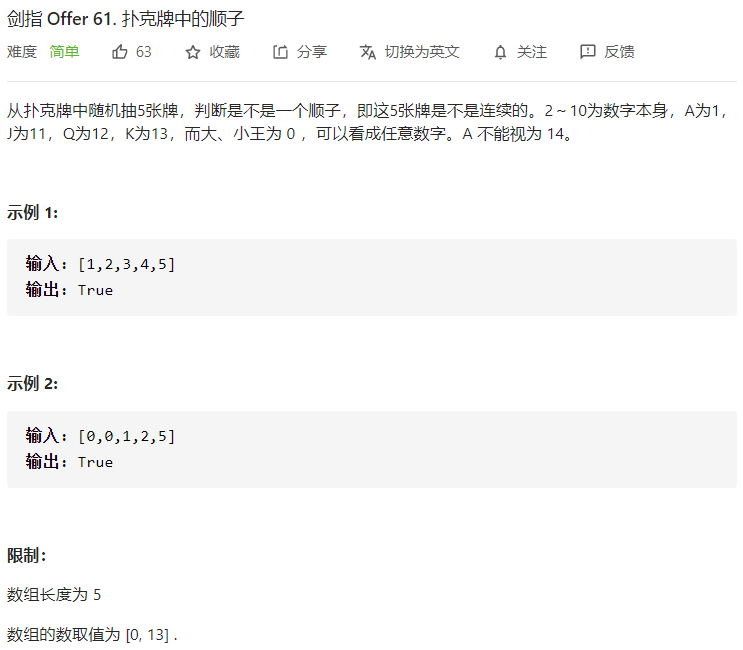 剑指 Offer 61. 扑克牌中的顺子
难度 简单 63 收藏 分享 切换为英文 关注 反馈
从扑克牌中随机抽5张牌，判断是不是一个顺子，即这5张牌是不是连续的。2～10为数字本身，A为1，
J为11，Q为12，K为13，而大、小王为 0 ，可以看成任意数字。A 不能视为 14。
示例 1:
输入: [1,2,3,4,5]
输出: True
示例 2:
输入: [0,0,1,2,5]
输出: True
限制：
数组长度为 5
数组的数取值为 [0, 13] .